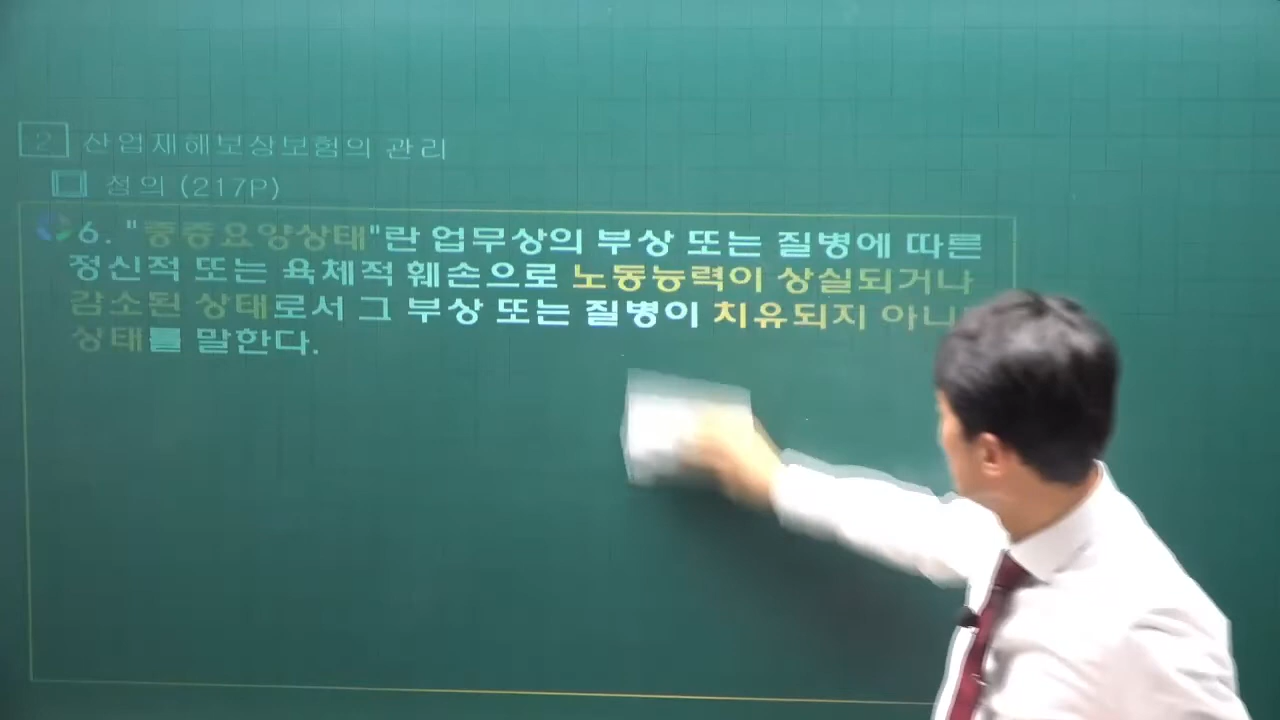 2 산업재해보상보험의 관리
정의 (217P)
6. "중증요양상태"란 업무상의 부상 또는 질병에 따른
정신적 또는 육체적 훼손으로 노동능력이 상실되거나
감소된 상태로서 그 부상 또는 질병이 치유되지 아니
상태를 말한다.